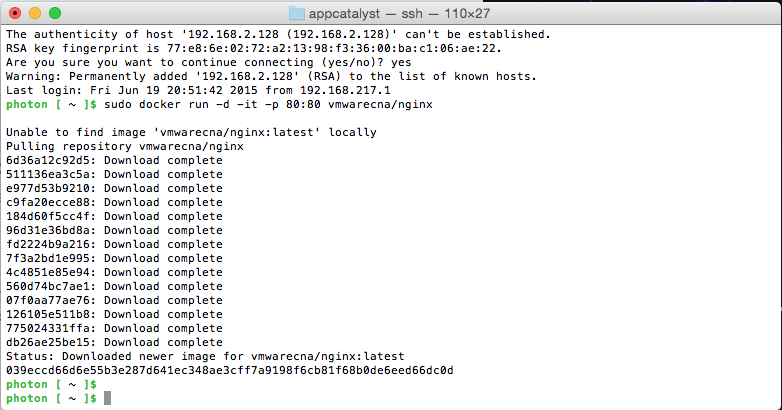 appcatalyst — ssh — 110×27
The authenticity of host '192.168.2.128 (192.168.2.128)' can't be established.
RSA key fingerprint is 77:e8:6e:02:72:a2:13:98:f3:36:00:ba:c1:06:ae:22.
Are you sure you want to continue connecting (yes/no)? yes
Warning: Permanently added '192.168.2.128' (RSA) to the list of known hosts.
Last login: Fri Jun 19 20:51:42 2015 from 192.168.217.1
photon [ ~ ]$ sudo docker run -d -it -p 80:80 vmwarecna/nginx
Unable to find image 'vmwarecna/nginx:latest' locally
Pulling repository vmwarecna/nginx
6d36a12c92d5: Download complete
511136ea3c5a: Download complete
e977d53b9210: Download complete
c9fa20ecce88: Download complete
184d60f5cc4f: Download complete
96d31e36bd8a: Download complete
fd2224b9a216: Download complete
7f3a2bd1e995: Download complete
4c4851e85e94: Download complete
560d74bc7ae1: Download complete
07f0aa77ae76: Download complete
126105e511b8: Download complete
775024331ffa: Download complete
db26ae25be15: Download complete
Status: Downloaded newer image for vmwarecna/nginx:latest
039eccd66d6e55b3e287d641ec348ae3cff7a9198f6cb81f68b0de6eed66dc0d
photon [ ~ ]$
photon [ ~ ]$